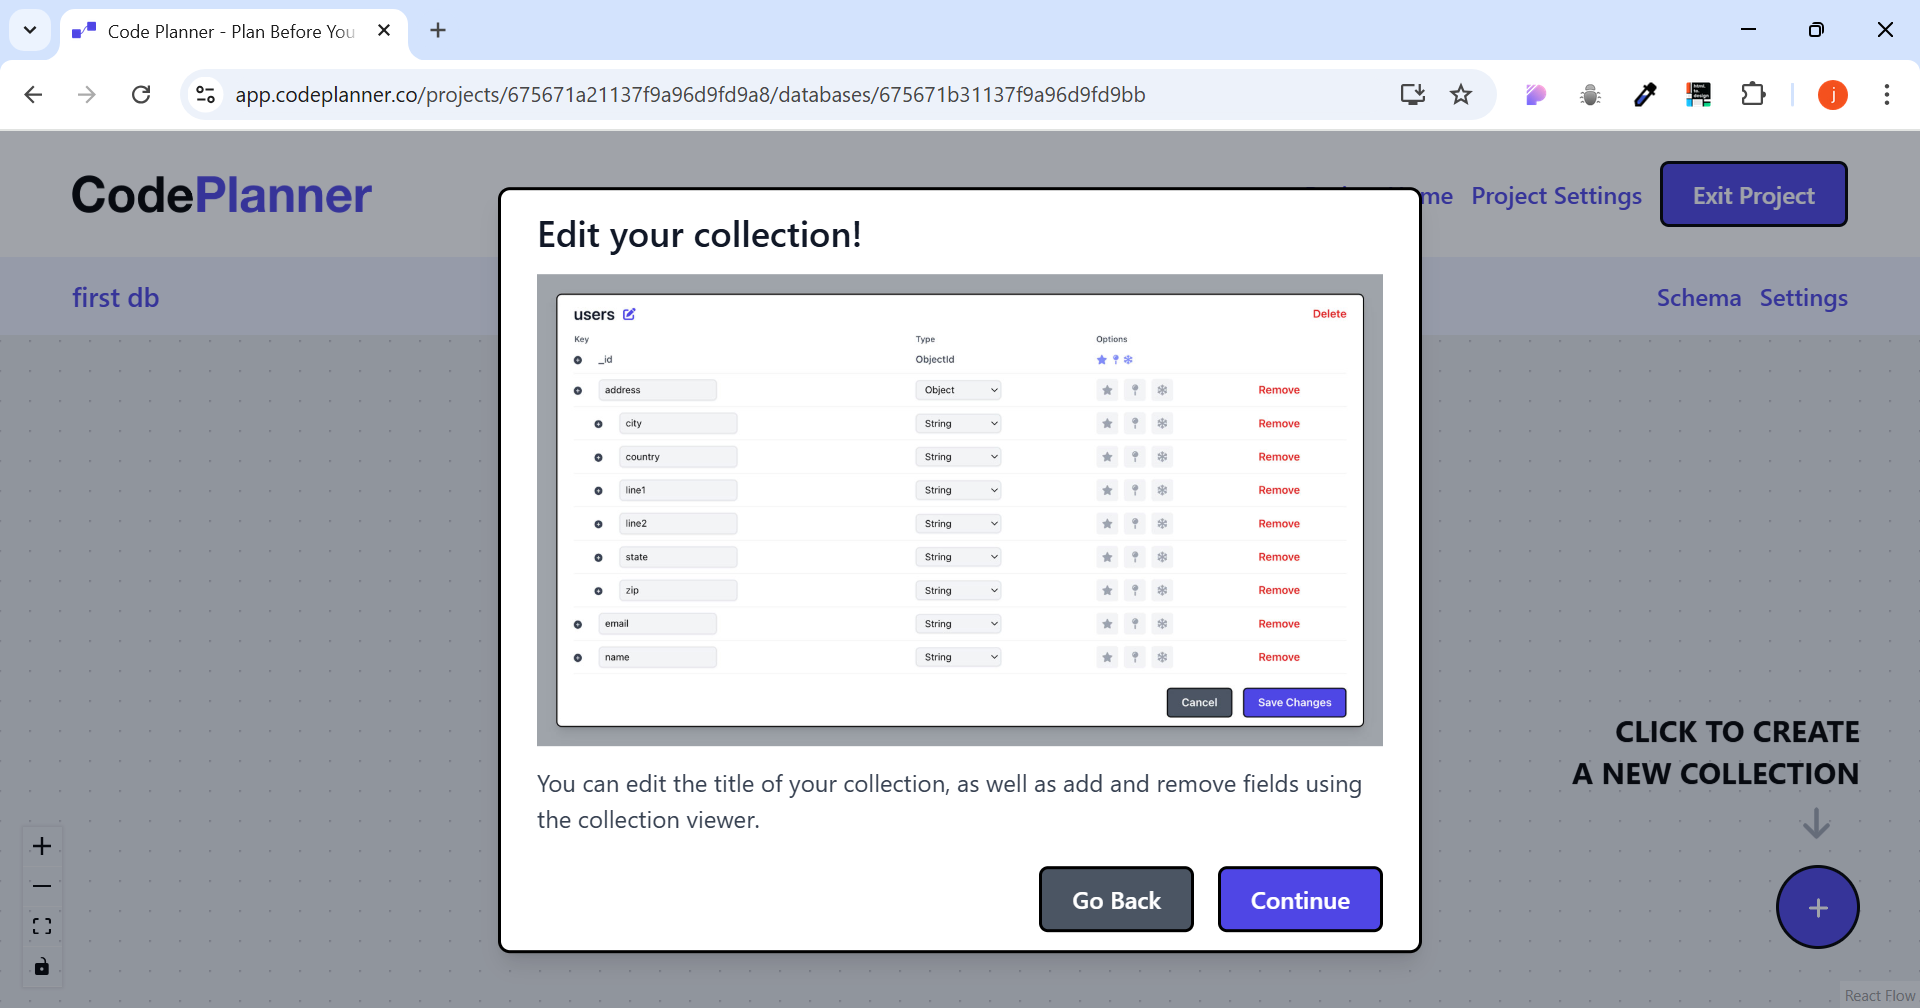 Code Planner - Plan Before You
app.codeplanner.co/projects/675671a21137f9a96d9fd9a8/databases/675671b31137f9a96d9fd9bb
j
CodePlanner
me
Project Settings
Exit Project
first db
Schema
Settings
Edit your collection!
users
Delete
Key
Type
Options
_id
ObjectId
address
Object
Remove
city
String
Remove
country
String
Remove
line1
String
Remove
line2
String
Remove
state
String
Remove
zip
String
Remove
email
String
Remove
name
String
Remove
Cancel
Save Changes
You can edit the title of your collection, as well as add and remove fields using
the collection viewer.
Go Back
Continue
CLICK TO CREATE
A NEW COLLECTION
React Flow